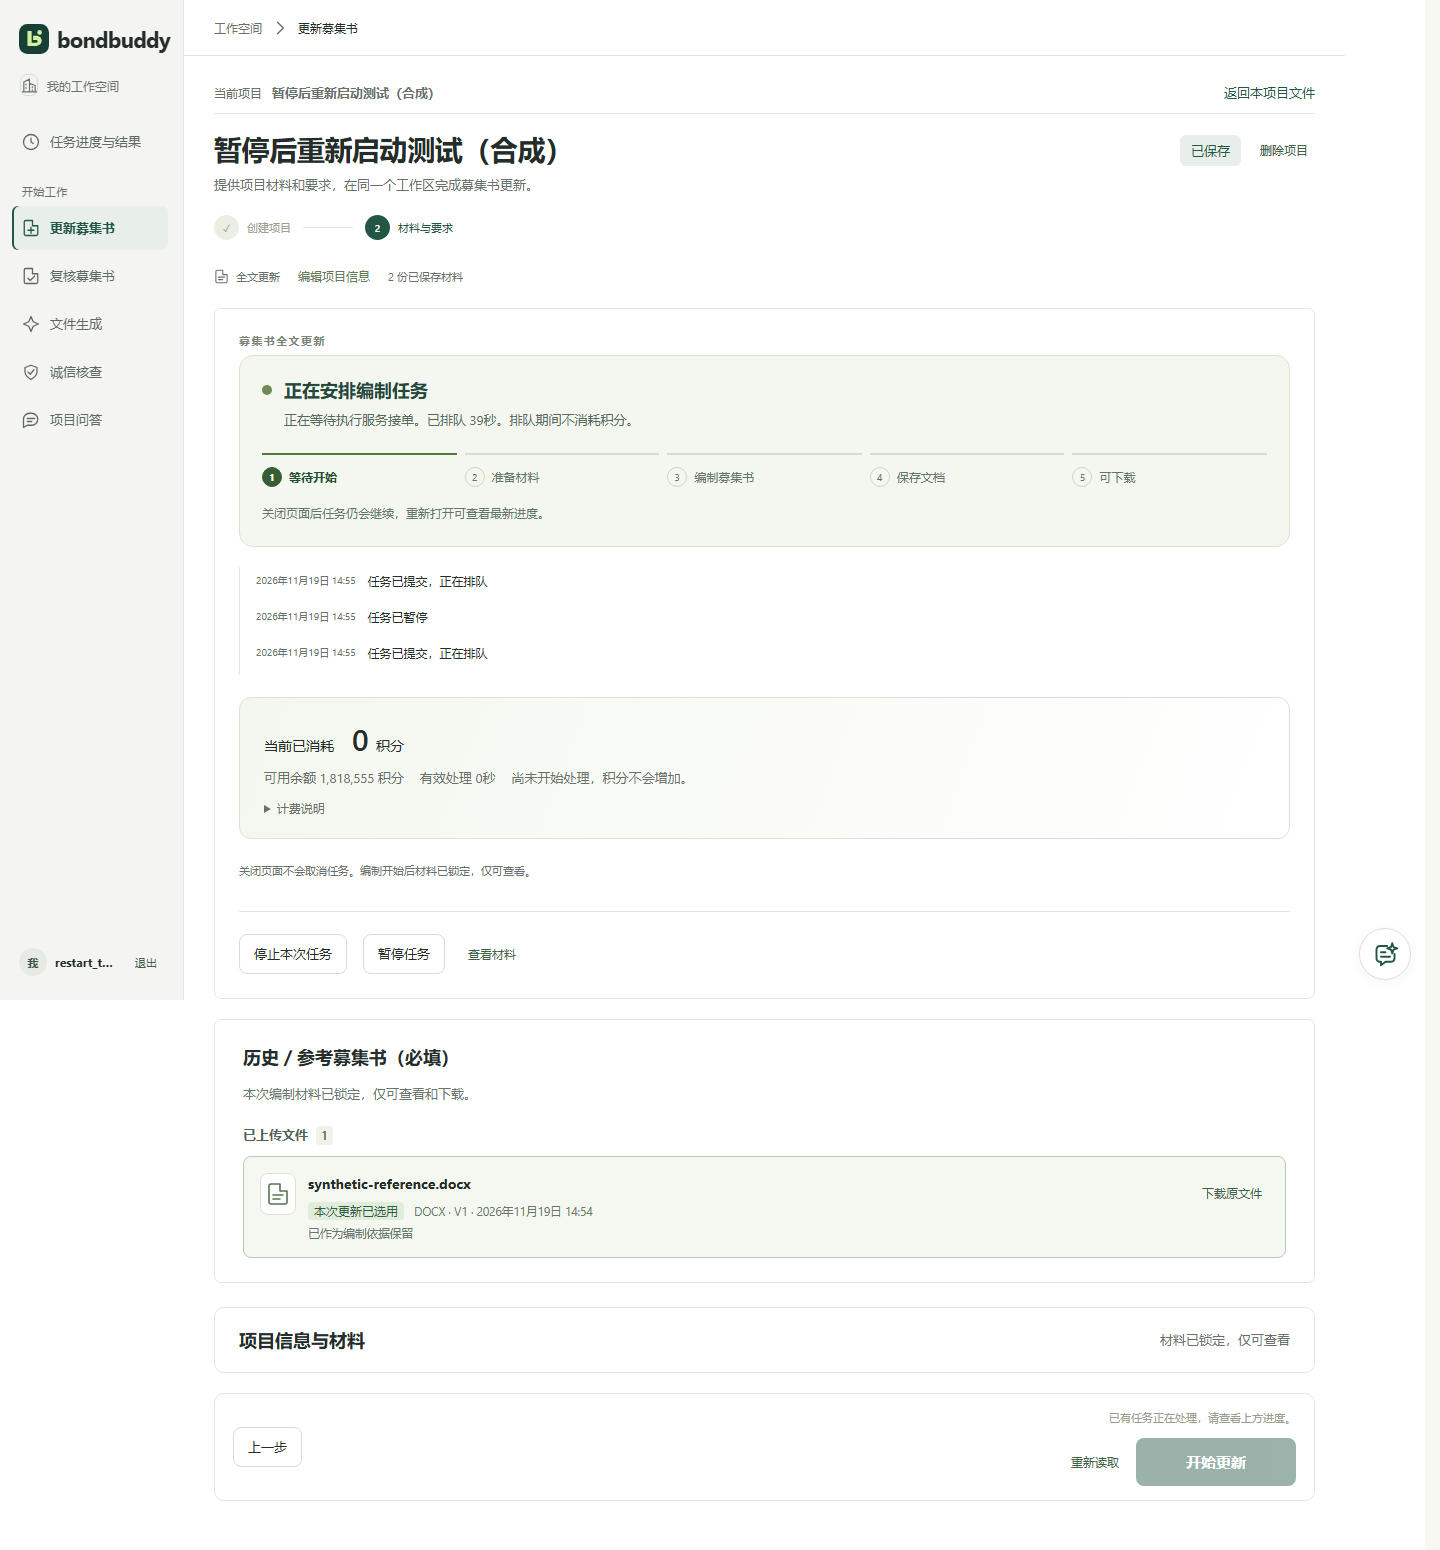 bondbuddy
我的工作空间
任务进度与结果
开始工作
更新募集书
复核募集书
文件生成
诚信核查
项目问答
我 restart_t... 退出
工作空间 > 更新募集书
当前项目 暂停后重新启动测试（合成） 返回本项目文件
暂停后重新启动测试（合成） 已保存 删除项目
提供项目材料和要求，在同一个工作区完成募集书更新。
✓ 创建项目 2 材料与要求
全文更新 编辑项目信息 2 份已保存材料
募集书全文更新
正在安排编制任务
正在等待执行服务接单。已排队 39秒。排队期间不消耗积分。
1 等待开始 2 准备材料 3 编制募集书 4 保存文档 5 可下载
关闭页面后任务仍会继续，重新打开可查看最新进度。
2026年11月19日 14:55 任务已提交，正在排队
2026年11月19日 14:55 任务已暂停
2026年11月19日 14:55 任务已提交，正在排队
当前已消耗 0 积分
可用余额 1,818,555 积分 有效处理 0秒 尚未开始处理，积分不会增加。
▶ 计费说明
关闭页面不会取消任务。编制开始后材料已锁定，仅可查看。
停止本次任务 暂停任务 查看材料
历史 / 参考募集书（必填）
本次编制材料已锁定，仅可查看和下载。
已上传文件 1
synthetic-reference.docx 下载原文件
本次更新已选用 DOCX · V1 · 2026年11月19日 14:54
已作为编制依据保留
项目信息与材料 材料已锁定，仅可查看
已有任务正在处理，请查看上方进度。
上一步 重新读取 开始更新